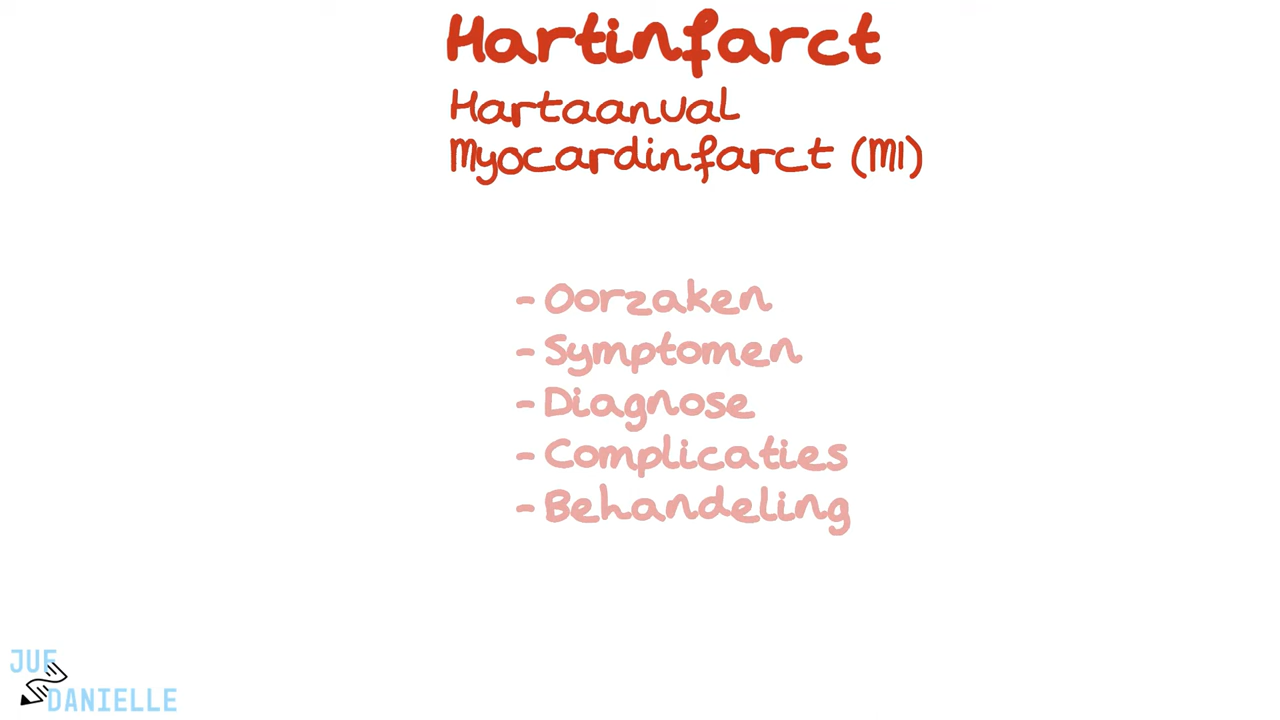 Hartinfarct
Hartaanval
Myocardinfarct (MI)
- Oorzaken
- Symptomen
- Diagnose
- Complicaties
- Behandeling
JUF
DANIELLE